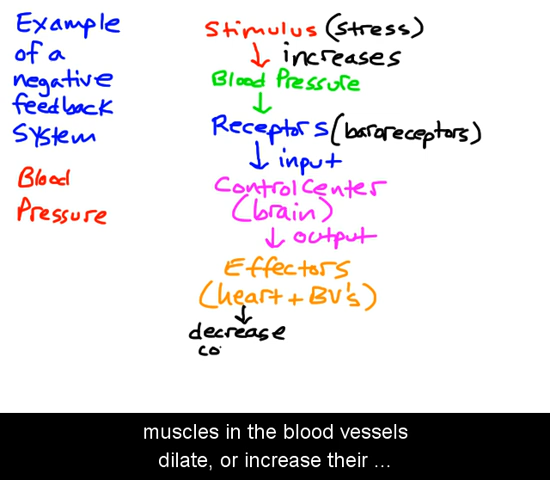 Example
of a
negative
feedback
System
Blood
Pressure
Stimulus (stress)
↓ increases
Blood Pressure
↓
Receptors (baroreceptors)
↓ input
Control Center
(brain)
↓ output
Effectors
(heart + BV's)
↓
decrease
co
muscles in the blood vessels
dilate, or increase their ...